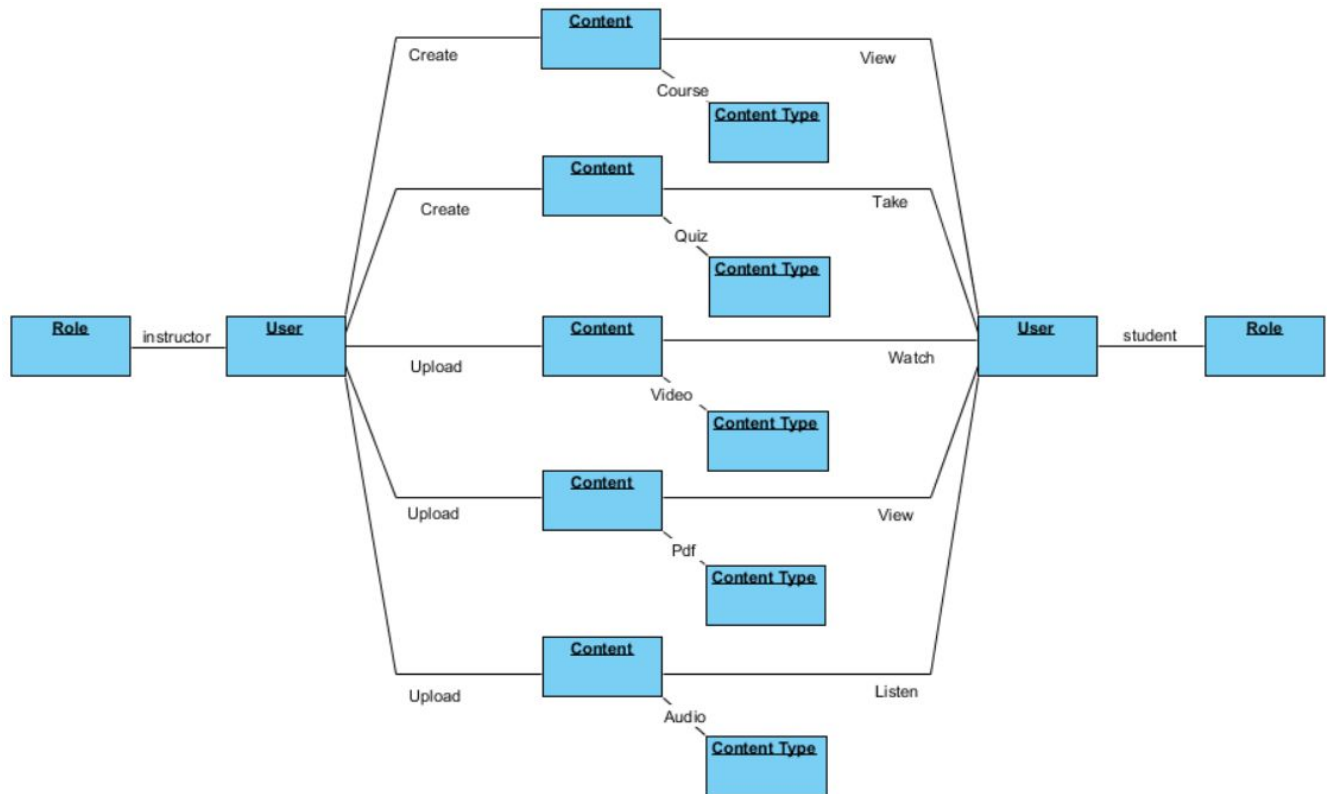 Content
Create
View
Course
Content Type
Content
Create
Take
Quiz
Content Type
Role
instructor
User
Content
User
student
Role
Upload
Watch
Video
Content Type
Content
Upload
View
Pdf
Content Type
Content
Upload
Listen
Audio
Content Type